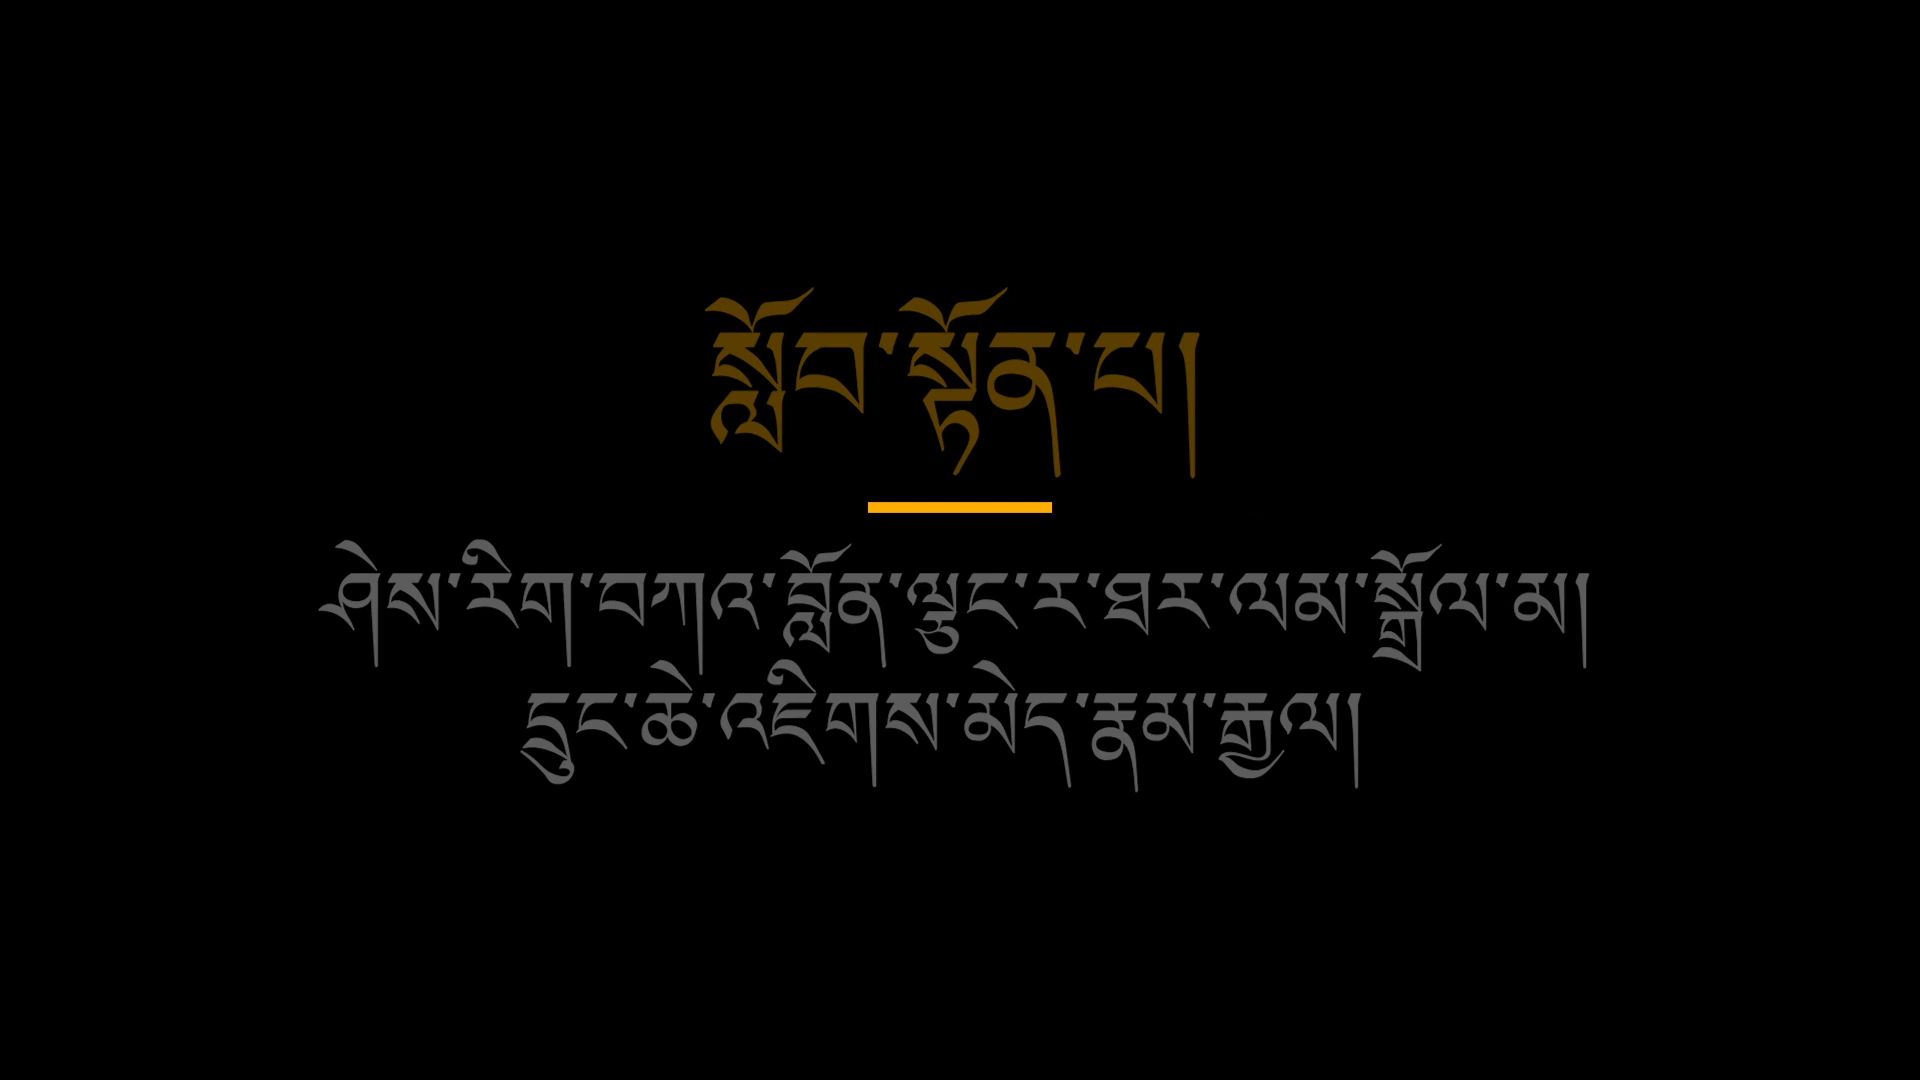 སློབ་སྟོན་པ།
ཤེས་རིག་བཀའ་བློན་ལྷུང་ར་ཐར་ལམ་སྒྲོལ་མ།
དྲུང་ཆེ་འཇིགས་མེད་རྣམ་རྒྱལ།